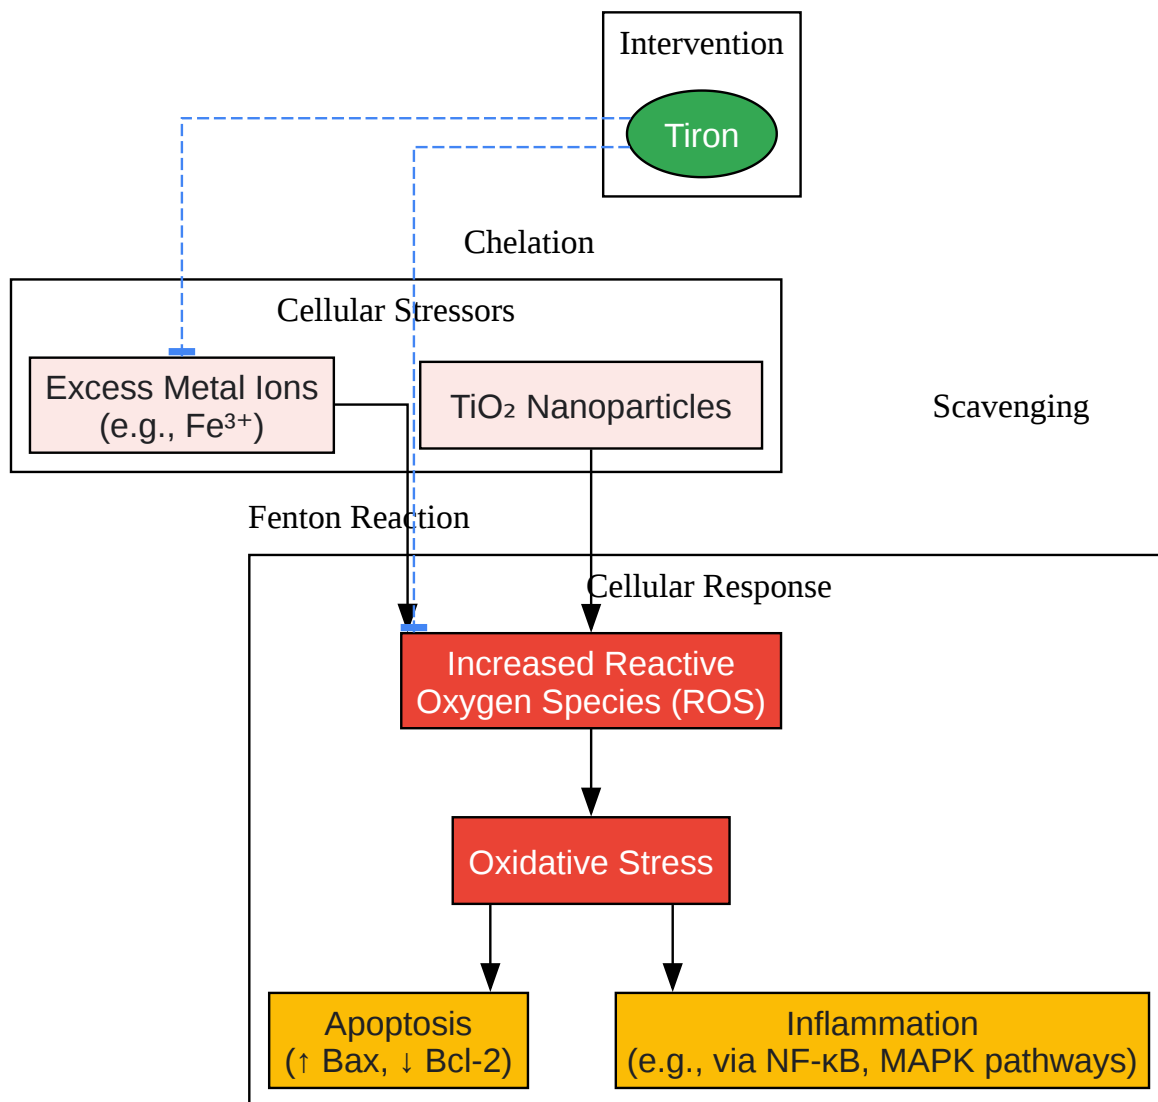 Intervention
Tiron
Chelation
Cellular Stressors
Excess Metal Ions
(e.g., Fe³⁺)
TiO₂ Nanoparticles
Scavenging
Fenton Reaction
Cellular Response
Increased Reactive
Oxygen Species (ROS)
Oxidative Stress
Apoptosis
(↑ Bax, ↓ Bcl-2)
Inflammation
(e.g., via NF-κB, MAPK pathways)